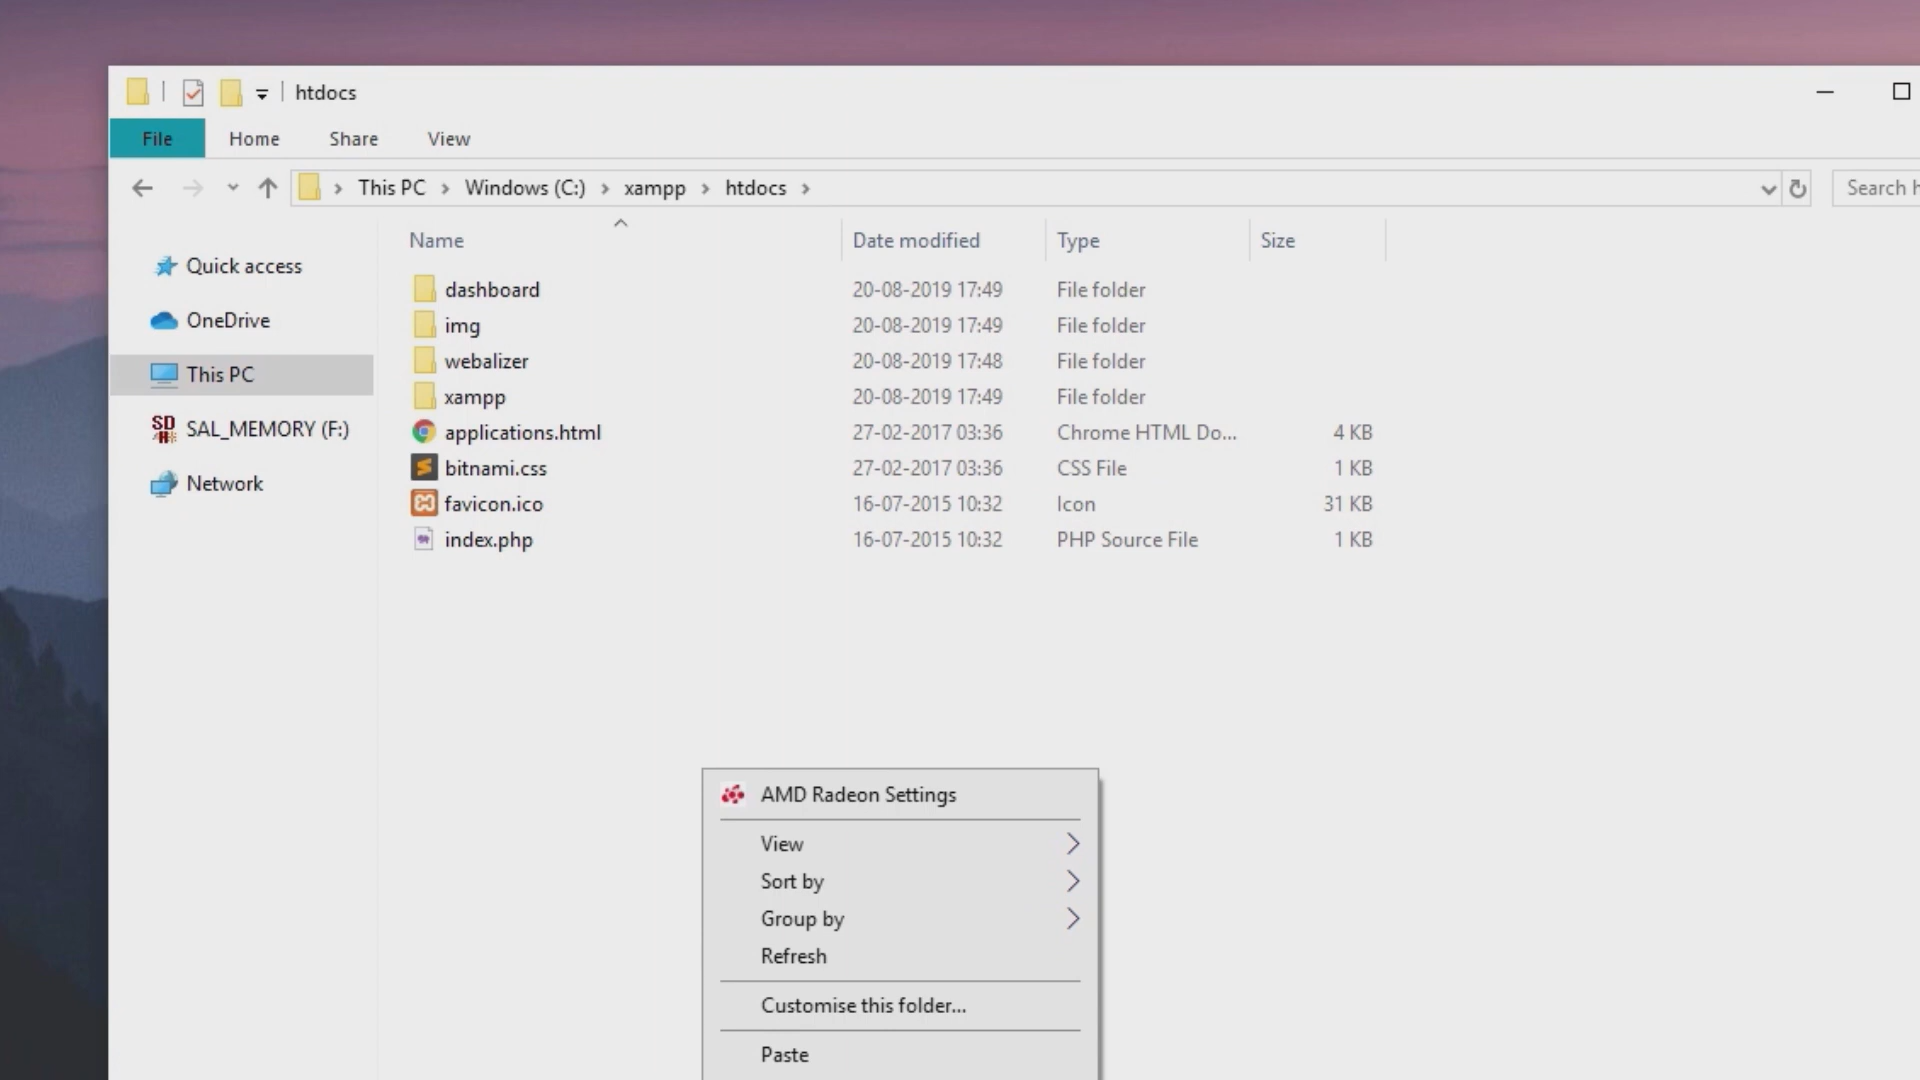 htdocs
File Home Share View
This PC Windows (C:) xampp htdocs Search
Name Date modified Type Size
Quick access
OneDrive
This PC
SD SAL_MEMORY (F:)
Network
dashboard 20-08-2019 17:49 File folder
img 20-08-2019 17:49 File folder
webalizer 20-08-2019 17:48 File folder
xampp 20-08-2019 17:49 File folder
applications.html 27-02-2017 03:36 Chrome HTML Do... 4 KB
bitnami.css 27-02-2017 03:36 CSS File 1 KB
favicon.ico 16-07-2015 10:32 Icon 31 KB
index.php 16-07-2015 10:32 PHP Source File 1 KB
AMD Radeon Settings
View
Sort by
Group by
Refresh
Customise this folder...
Paste